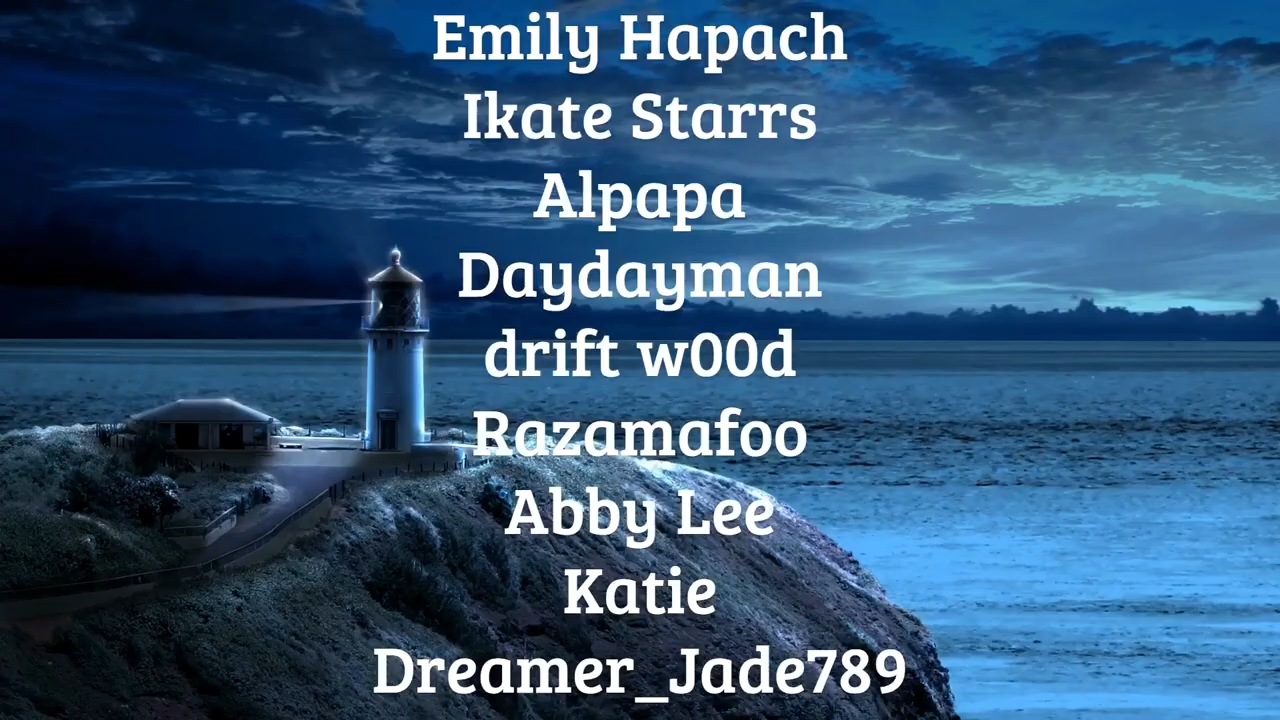 Emily Hapach
Ikate Starrs
Alpapa
Daydayman
drift w00d
Razamafoo
Abby Lee
Katie
Dreamer_Jade789